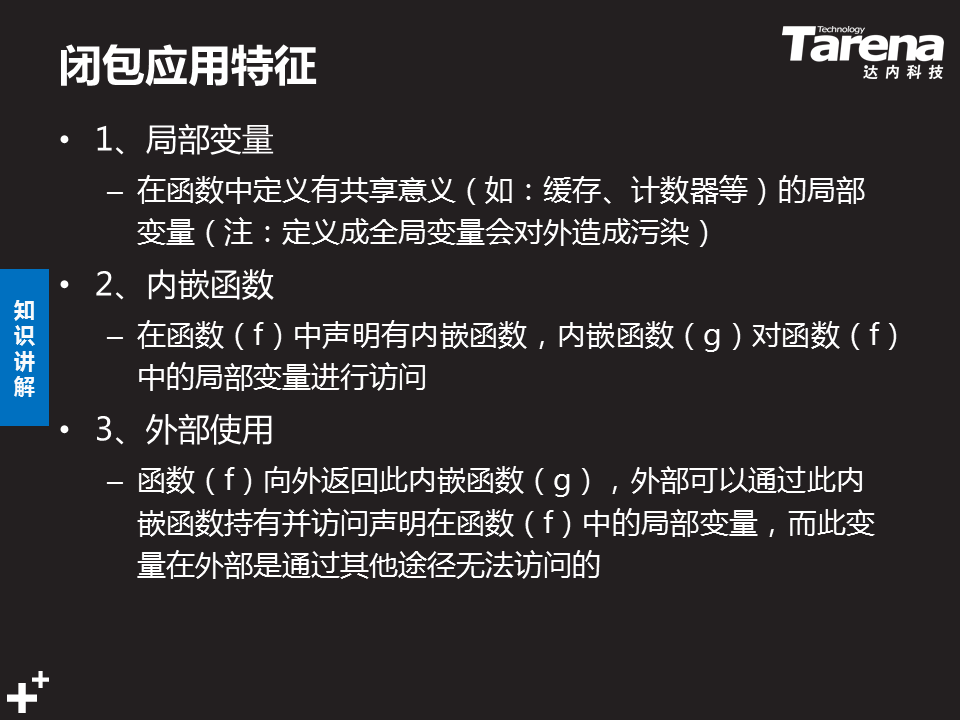 闭包应用特征
Technology
Tarena
达内科技
• 1、局部变量
– 在函数中定义有共享意义（如：缓存、计数器等）的局部
变量（注：定义成全局变量会对外造成污染）
• 2、内嵌函数
– 在函数（f）中声明有内嵌函数，内嵌函数（g）对函数（f）
中的局部变量进行访问
• 3、外部使用
– 函数（f）向外返回此内嵌函数（g），外部可以通过此内
嵌函数持有并访问声明在函数（f）中的局部变量，而此变
量在外部是通过其他途径无法访问的
知
识
讲
解